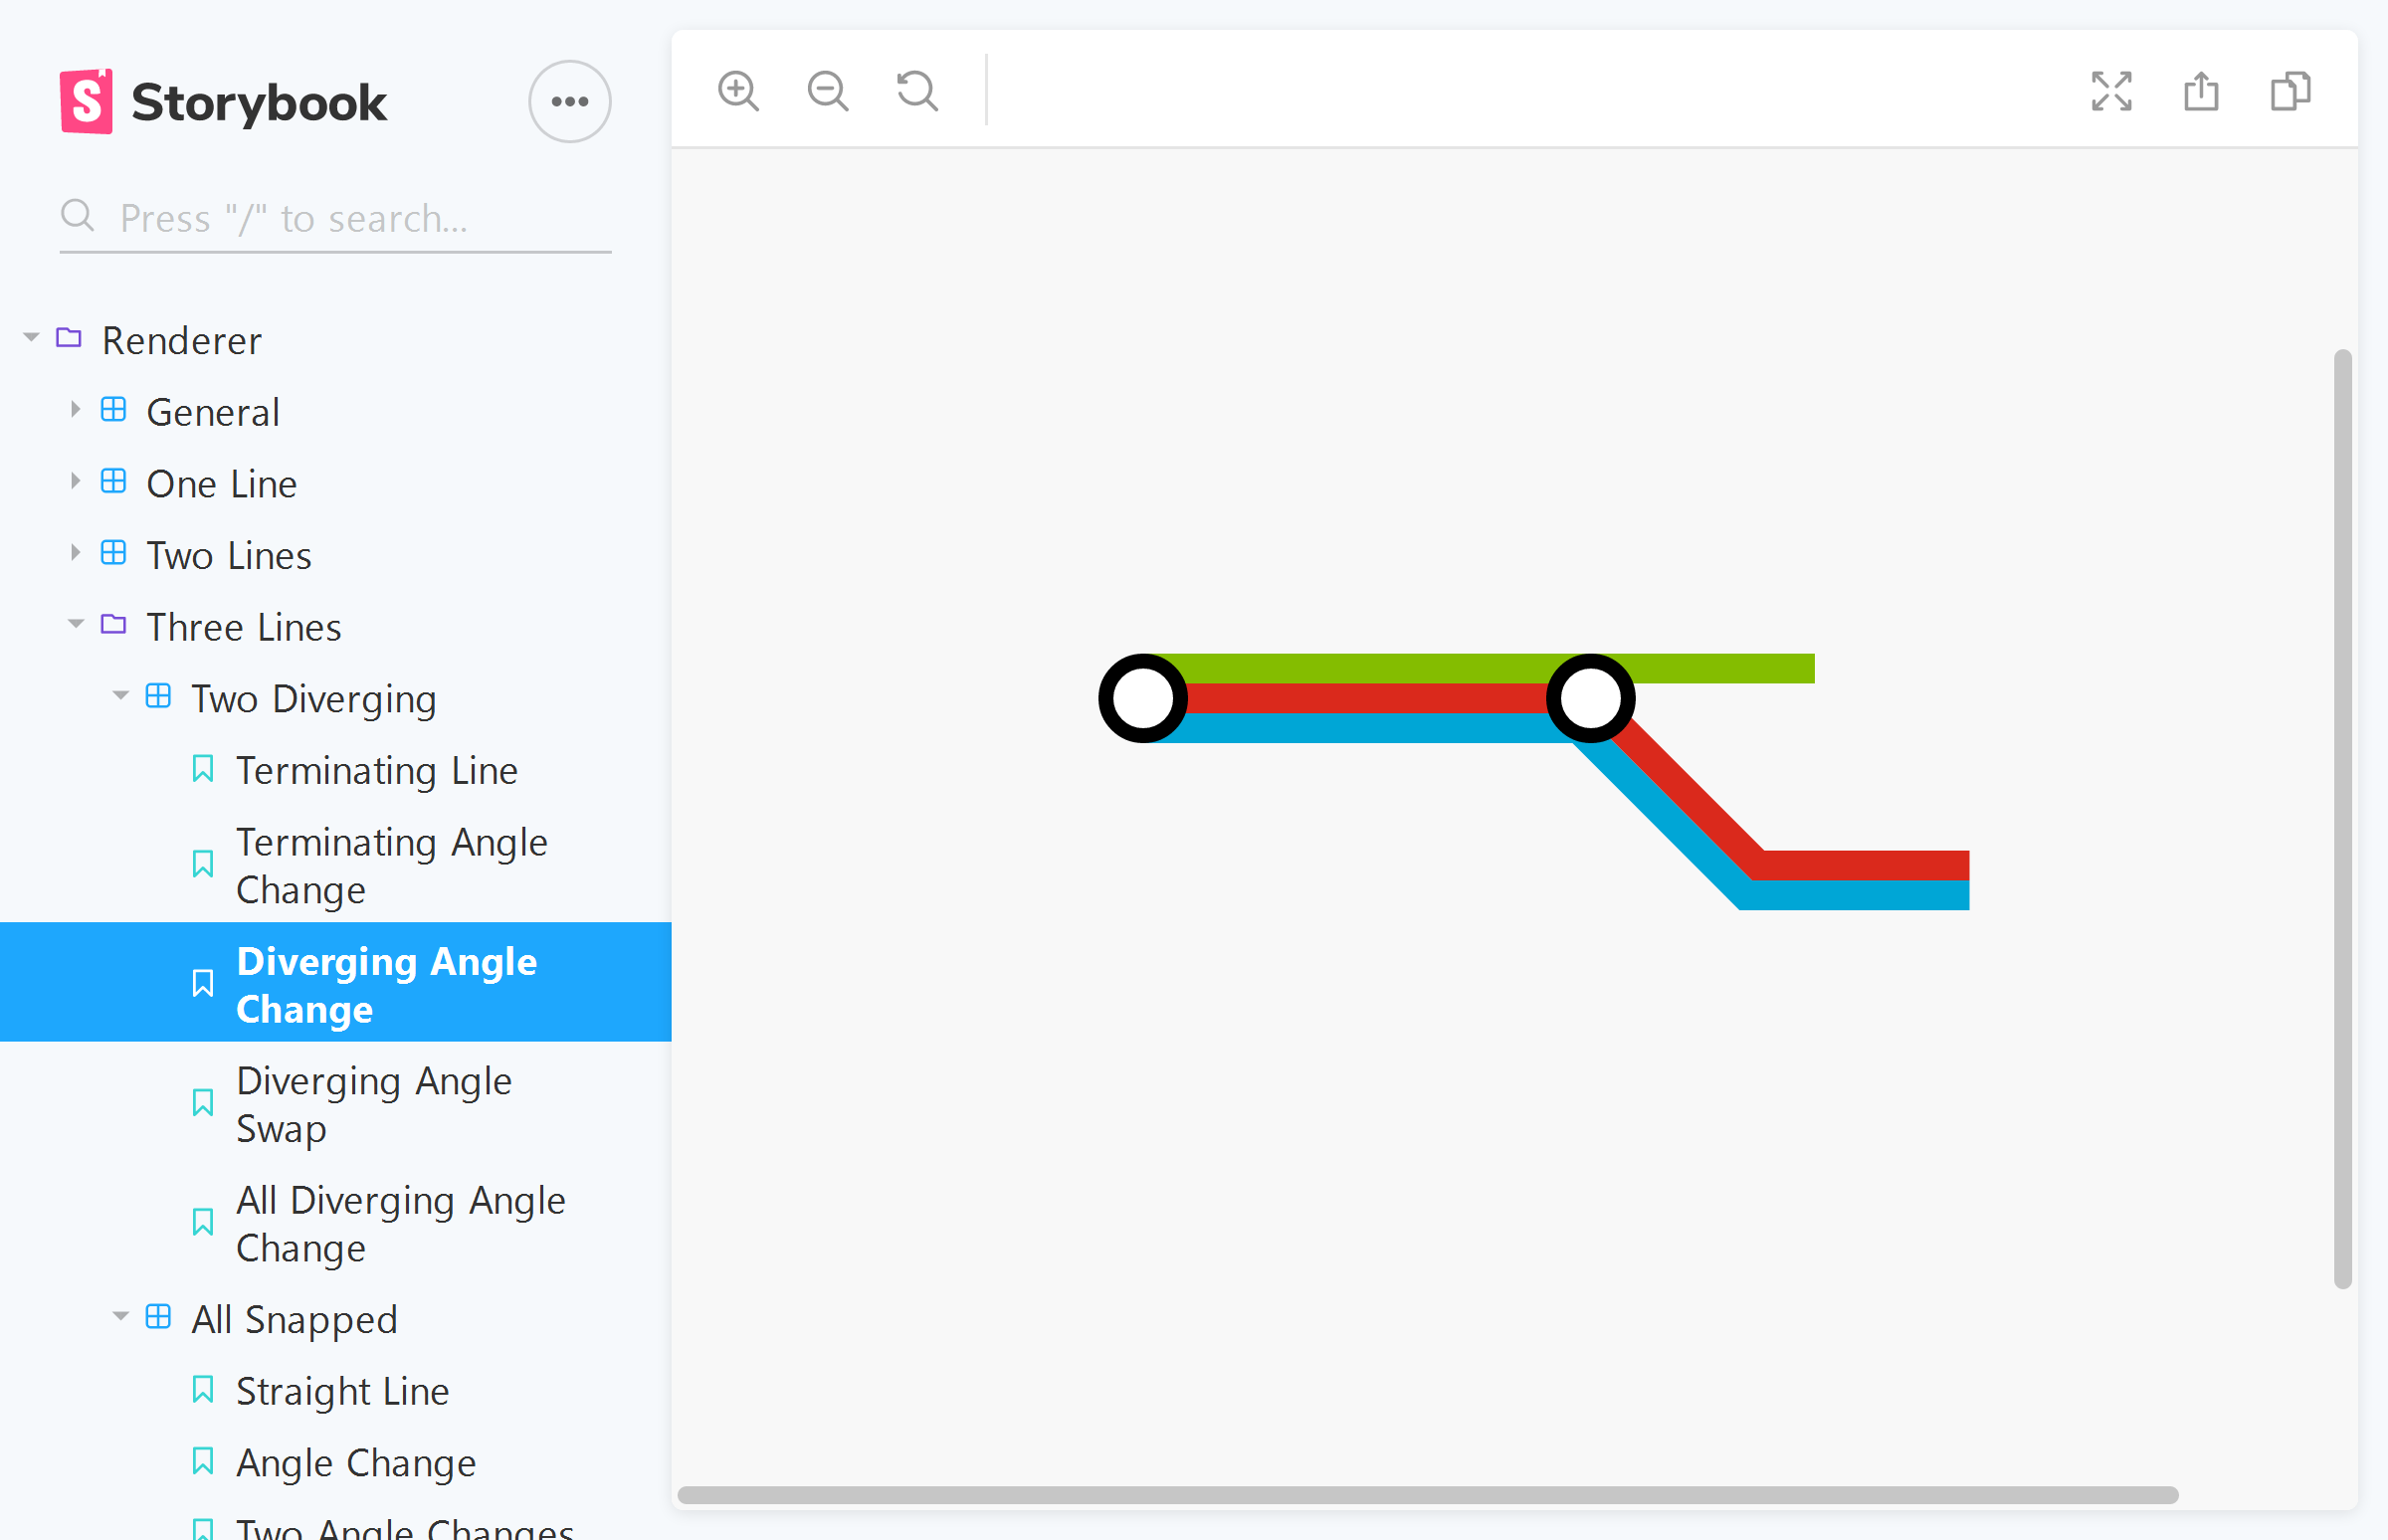 Storybook
Press "/" to search...
Renderer
General
One Line
Two Lines
Three Lines
Two Diverging
Terminating Line
Terminating Angle
Change
Diverging Angle
Change
Diverging Angle
Swap
All Diverging Angle
Change
All Snapped
Straight Line
Angle Change
Two Angle Changes